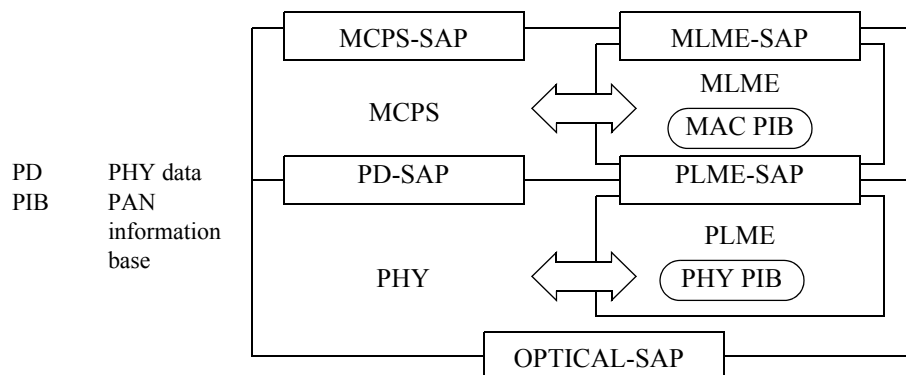 MCPS-SAP MLME-SAP
MLME
MCPS
MAC PIB
PD PHY data
PD-SAP PLME-SAP
PIB PAN
information
base
PLME
PHY
PHY PIB
OPTICAL-SAP